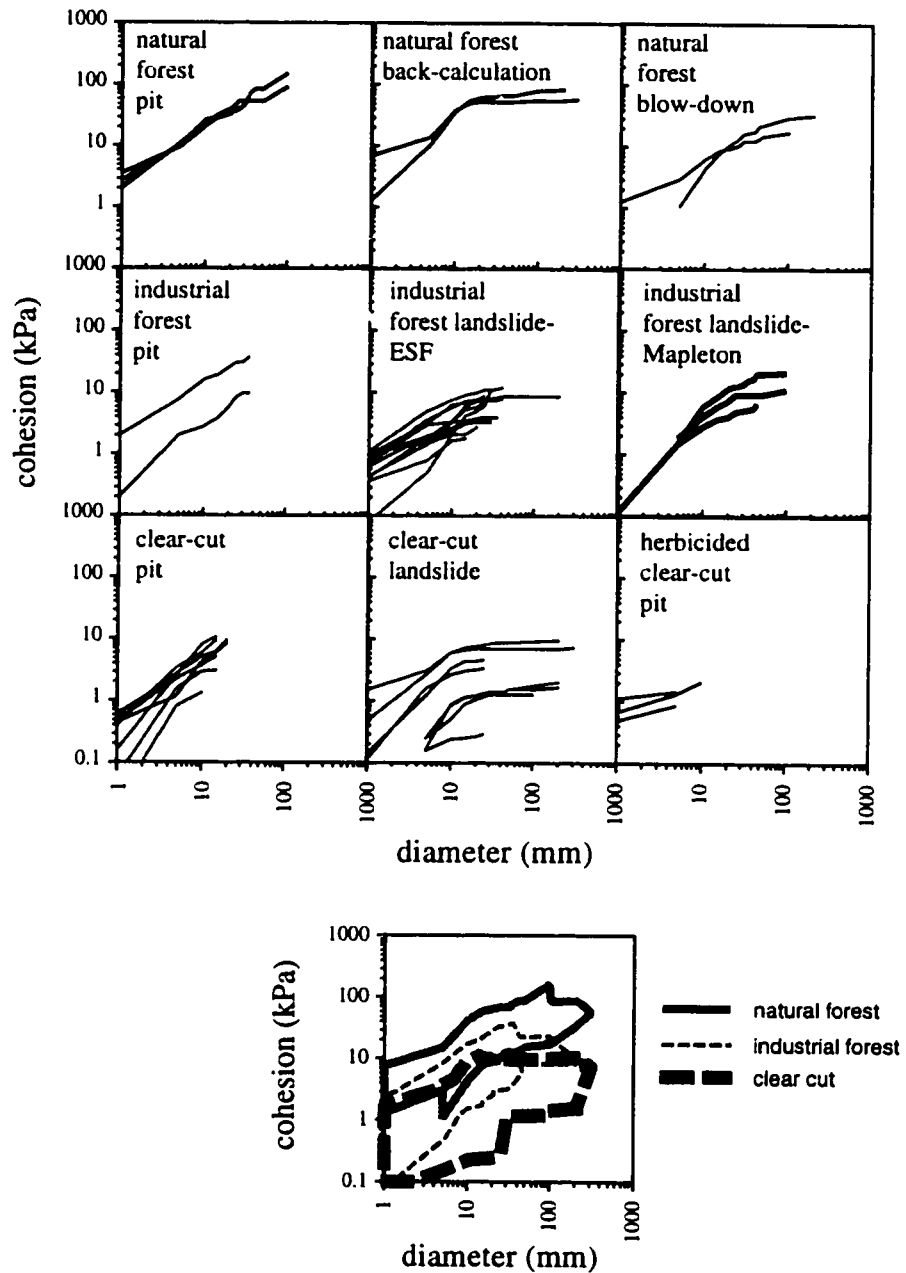 1000
100
10
1
1000
100
10
1
1000
100
10
1
0.1
cohesion (kPa)
natural
forest
pit
natural forest
back-calculation
natural
forest
blow-down
industrial
forest
pit
industrial
forest landslide-
ESF
industrial
forest landslide-
Mapleton
clear-cut
pit
clear-cut
landslide
herbicided
clear-cut
pit
1 10 100 1000 10 100 1000 10 100 1000
diameter (mm)
1000
100
10
1
0.1
cohesion (kPa)
natural forest
industrial forest
clear cut
1 10 100 1000
diameter (mm)